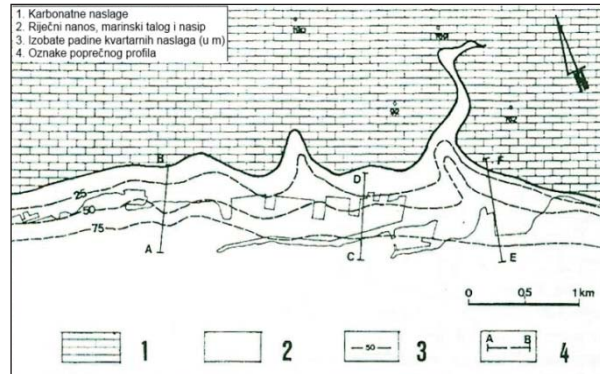 1. Karbonatne naslage
2. Riječni nanos, marinski talog i nasip
3. Izobate padine kvartarnih naslaga (u m)
4. Oznake poprečnog profila
B
F
D
25
50
75
A
C
E
0 0,5 1 km
50
A B
1 2 3 4